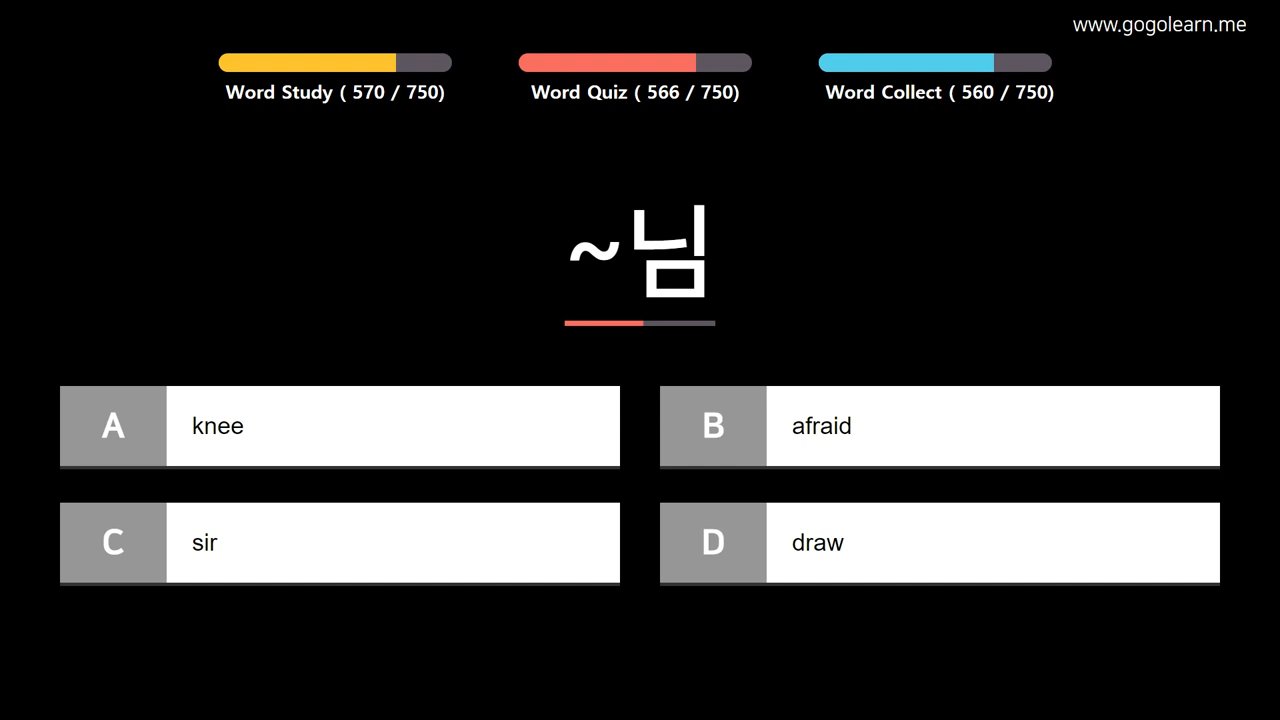 www.gogolearn.me
Word Study ( 570 / 750)
Word Quiz ( 566 / 750)
Word Collect ( 560 / 750)
~님
A knee
B afraid
C sir
D draw